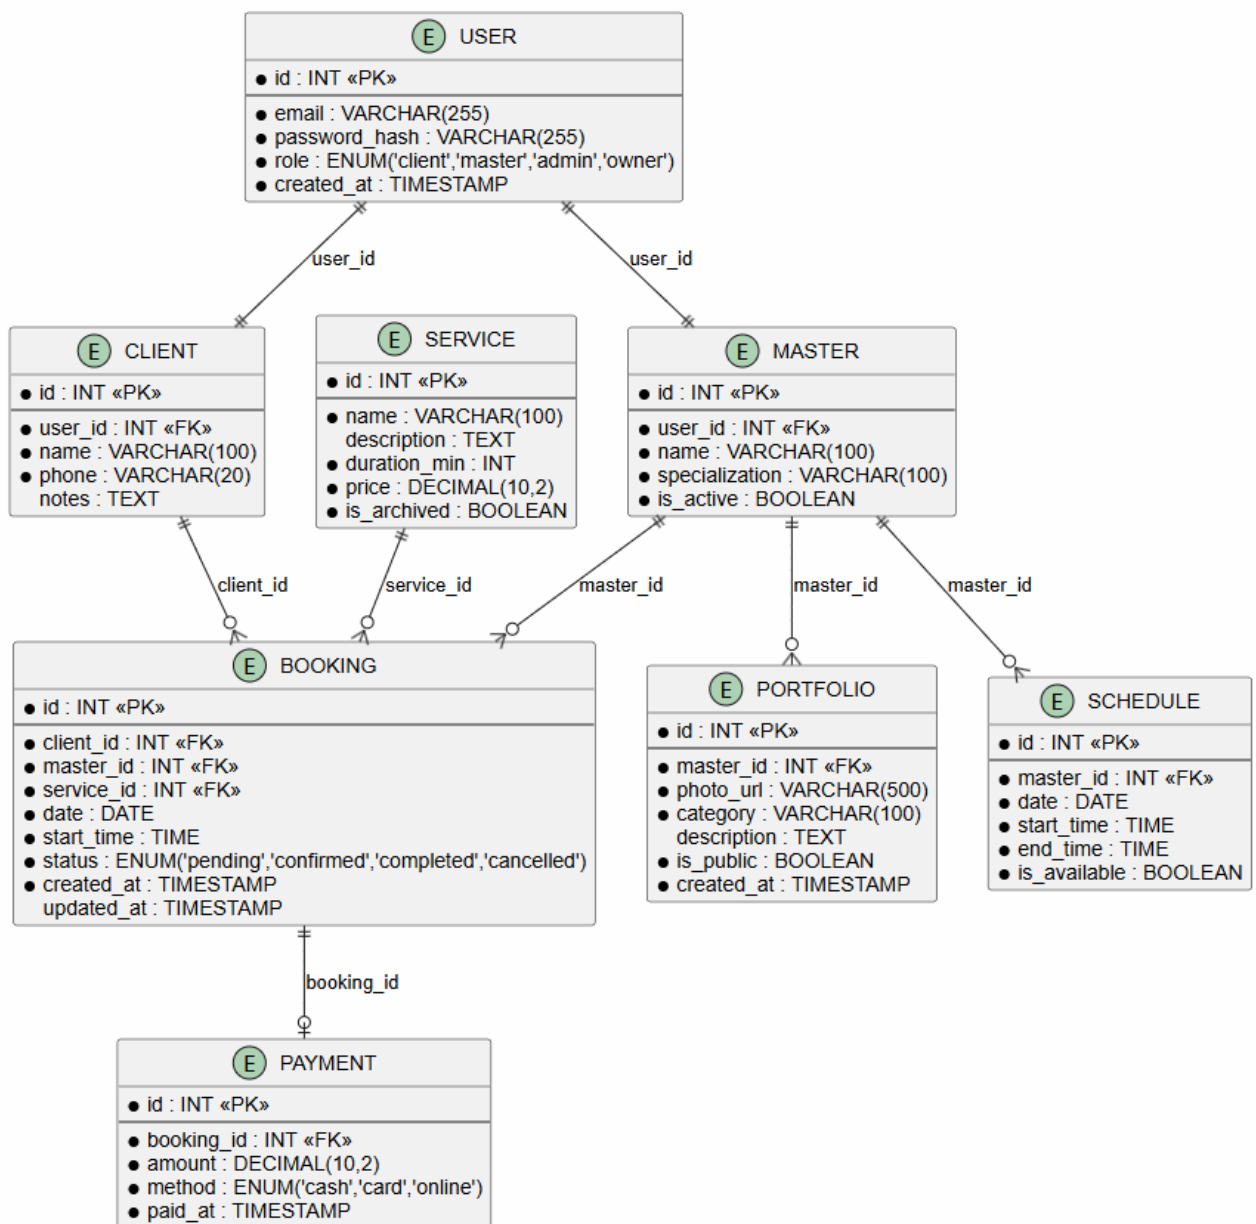 E USER
id : INT «PK»
email : VARCHAR(255)
password_hash : VARCHAR(255)
role : ENUM('client','master','admin','owner')
created_at : TIMESTAMP
user_id
user_id
E CLIENT
id : INT «PK»
user_id : INT «FK»
name : VARCHAR(100)
phone : VARCHAR(20)
notes : TEXT
E SERVICE
id : INT «PK»
name : VARCHAR(100)
description : TEXT
duration_min : INT
price : DECIMAL(10,2)
is_archived : BOOLEAN
E MASTER
id : INT «PK»
user_id : INT «FK»
name : VARCHAR(100)
specialization : VARCHAR(100)
is_active : BOOLEAN
client_id
service_id
master_id
master_id
master_id
E BOOKING
id : INT «PK»
client_id : INT «FK»
master_id : INT «FK»
service_id : INT «FK»
date : DATE
start_time : TIME
status : ENUM('pending','confirmed','completed','cancelled')
created_at : TIMESTAMP
updated_at : TIMESTAMP
E PORTFOLIO
id : INT «PK»
master_id : INT «FK»
photo_url : VARCHAR(500)
category : VARCHAR(100)
description : TEXT
is_public : BOOLEAN
created_at : TIMESTAMP
E SCHEDULE
id : INT «PK»
master_id : INT «FK»
date : DATE
start_time : TIME
end_time : TIME
is_available : BOOLEAN
booking_id
E PAYMENT
id : INT «PK»
booking_id : INT «FK»
amount : DECIMAL(10,2)
method : ENUM('cash','card','online')
paid_at : TIMESTAMP